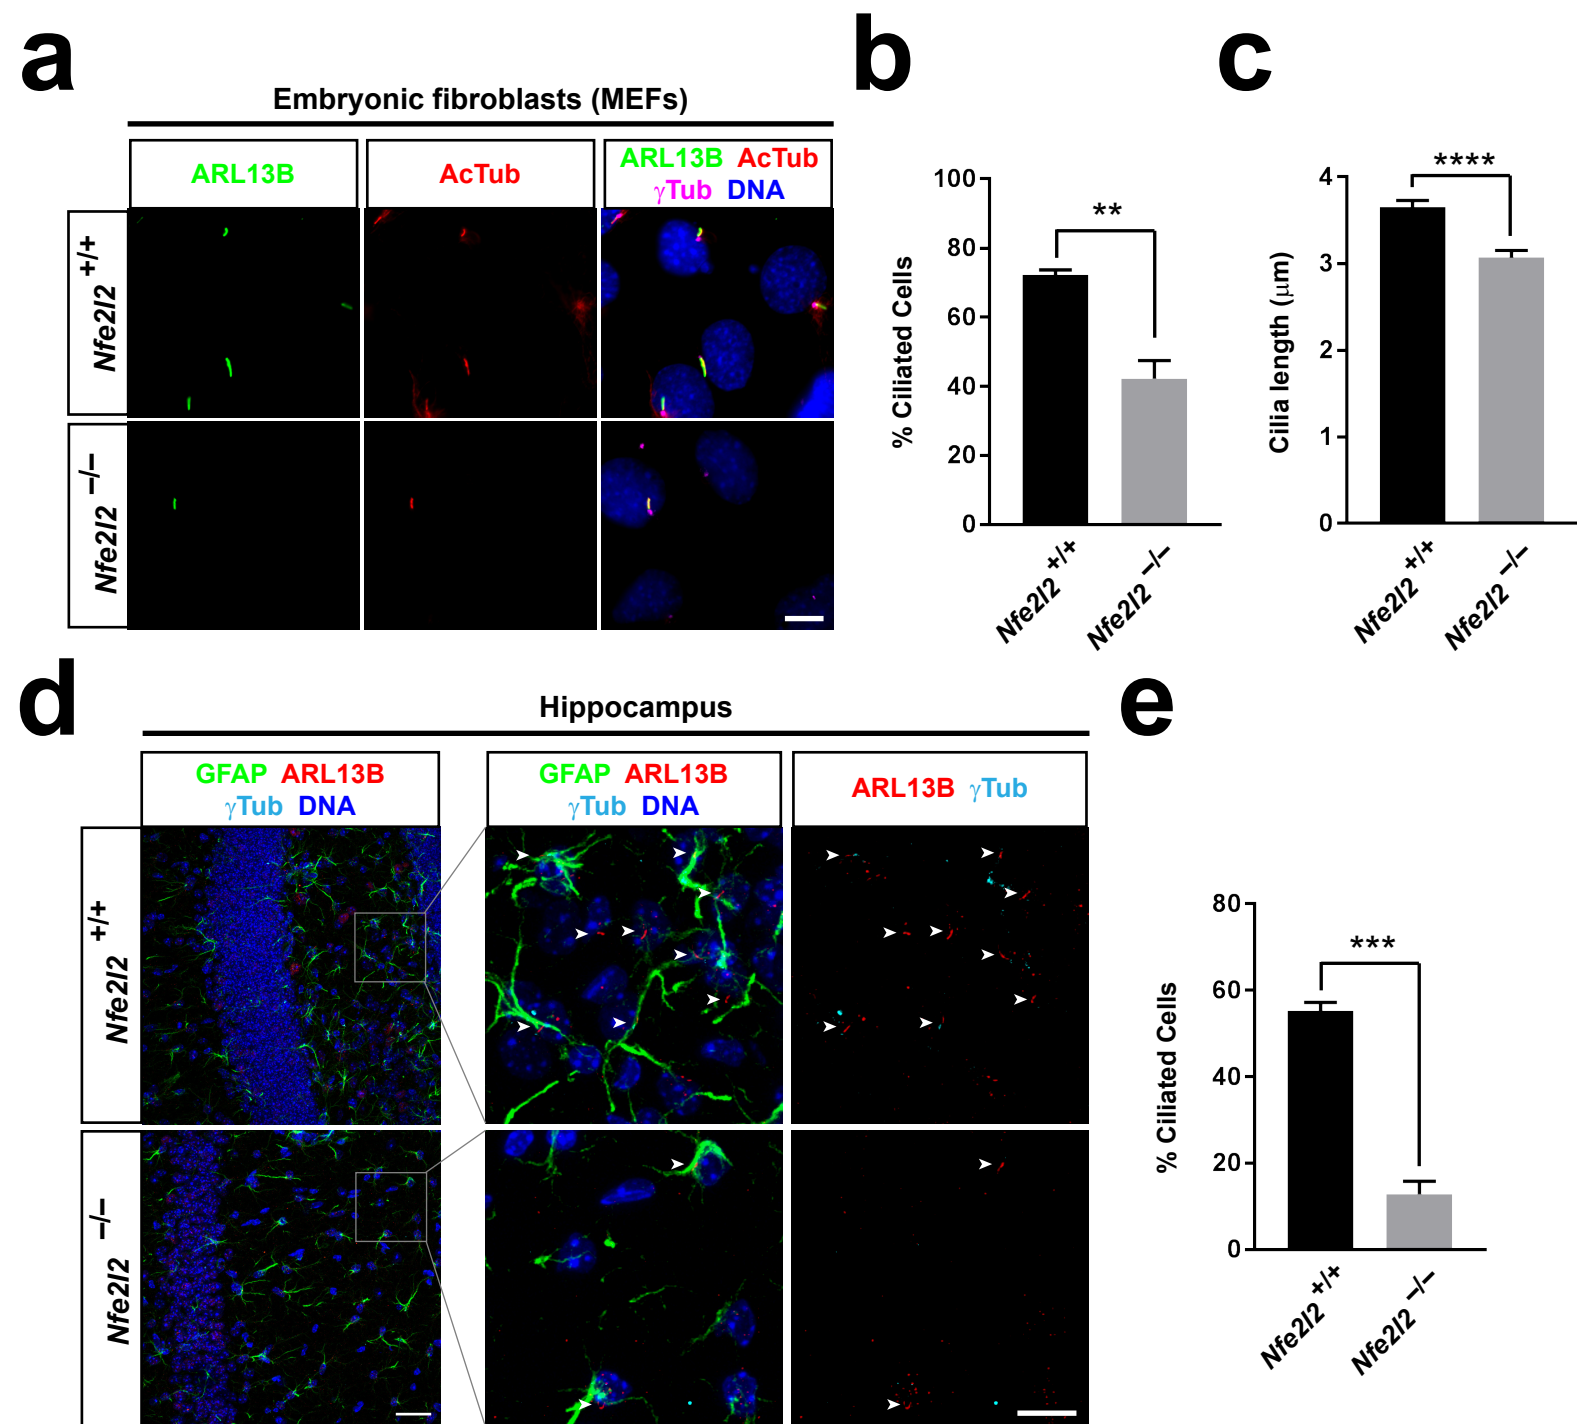 a
Embryonic fibroblasts (MEFs)
ARL13B
AcTub
ARL13B AcTub
γTub DNA
Nfe2l2 +/+
Nfe2l2 –/–
b
% Ciliated Cells
100
80
60
40
20
0
**
Nfe2l2 +/+
Nfe2l2 –/–
c
Cilia length (μm)
4
3
2
1
0
****
Nfe2l2 +/+
Nfe2l2 –/–
d
Hippocampus
GFAP ARL13B
γTub DNA
GFAP ARL13B
γTub DNA
ARL13B γTub
Nfe2l2 +/+
Nfe2l2 –/–
e
% Ciliated Cells
80
60
40
20
0
***
Nfe2l2 +/+
Nfe2l2 –/–